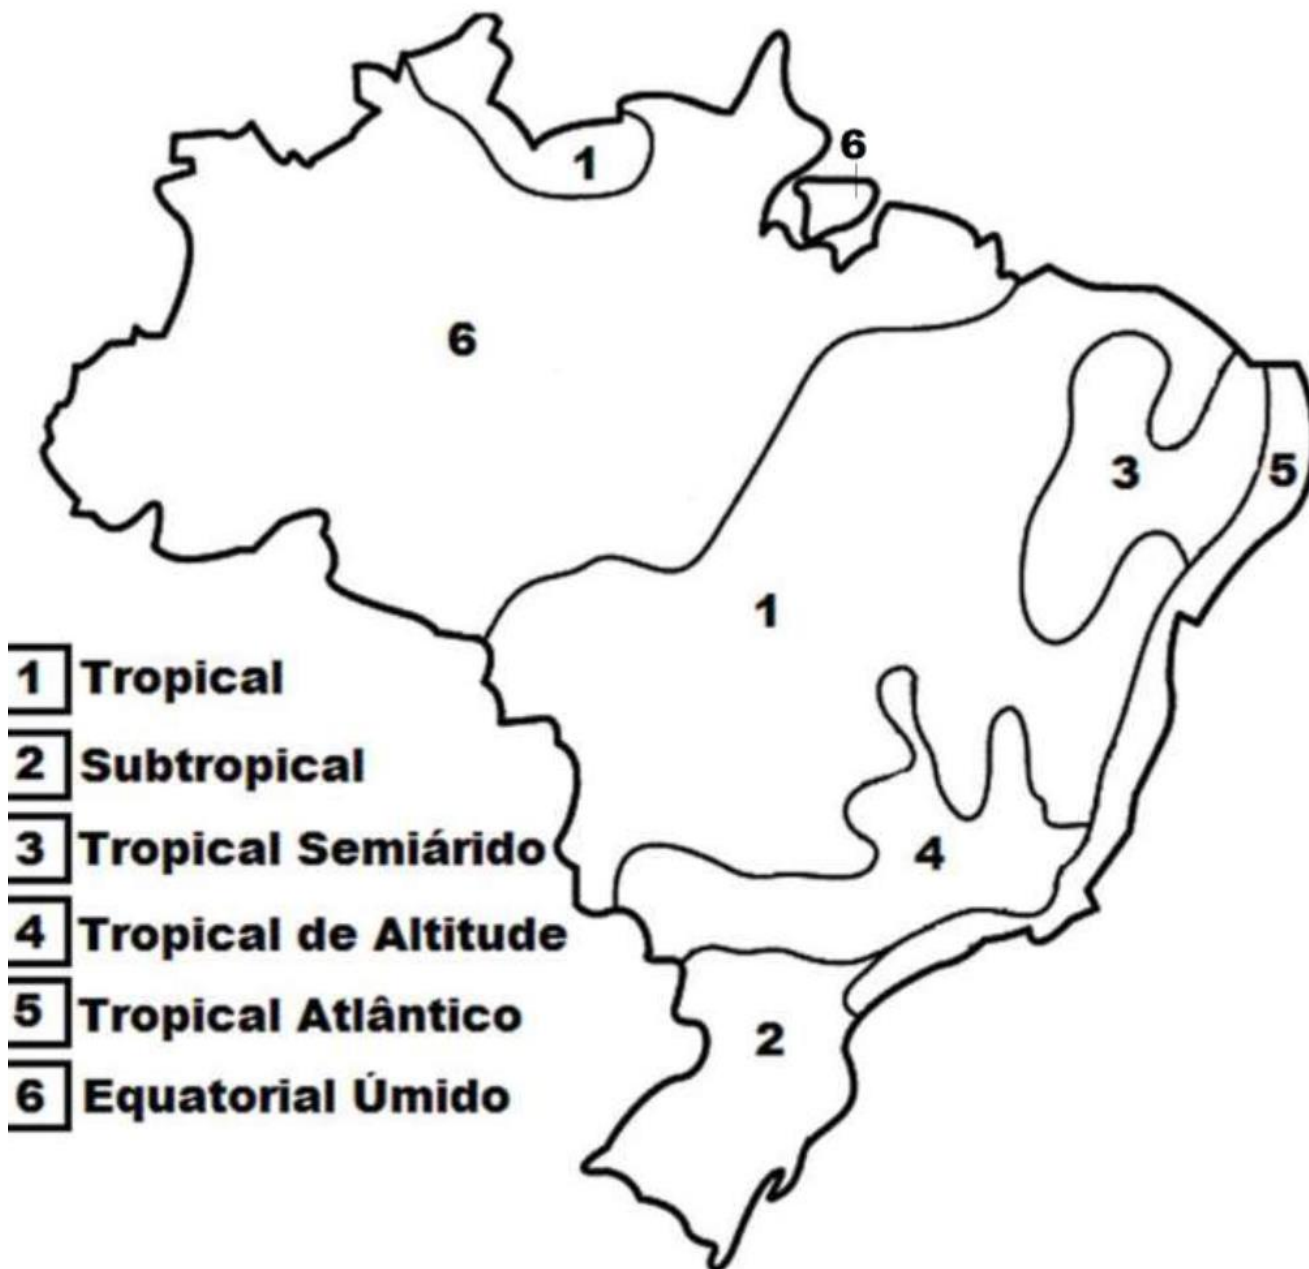 6
1
6
3
5
1
1 Tropical
2 Subtropical
3 Tropical Semiárido
4
4 Tropical de Altitude
5 Tropical Atlântico
2
6 Equatorial Úmido